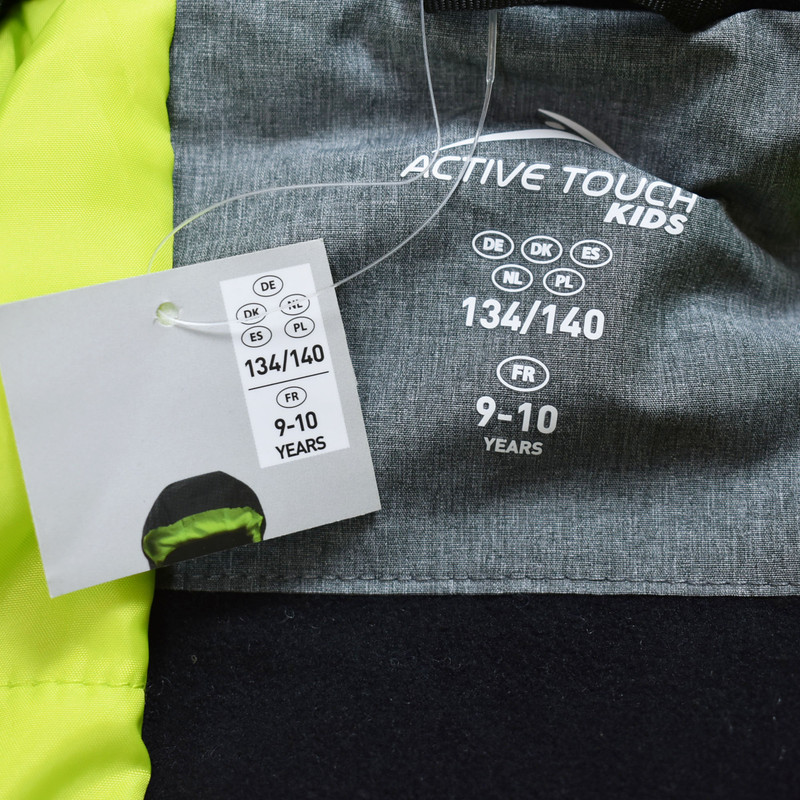 ACTIVE TOUCH
KIDS
DE DK ES
NL PL
134/140
FR
9-10
YEARS
DE
DK NL
ES PL
134/140
FR
9-10
YEARS